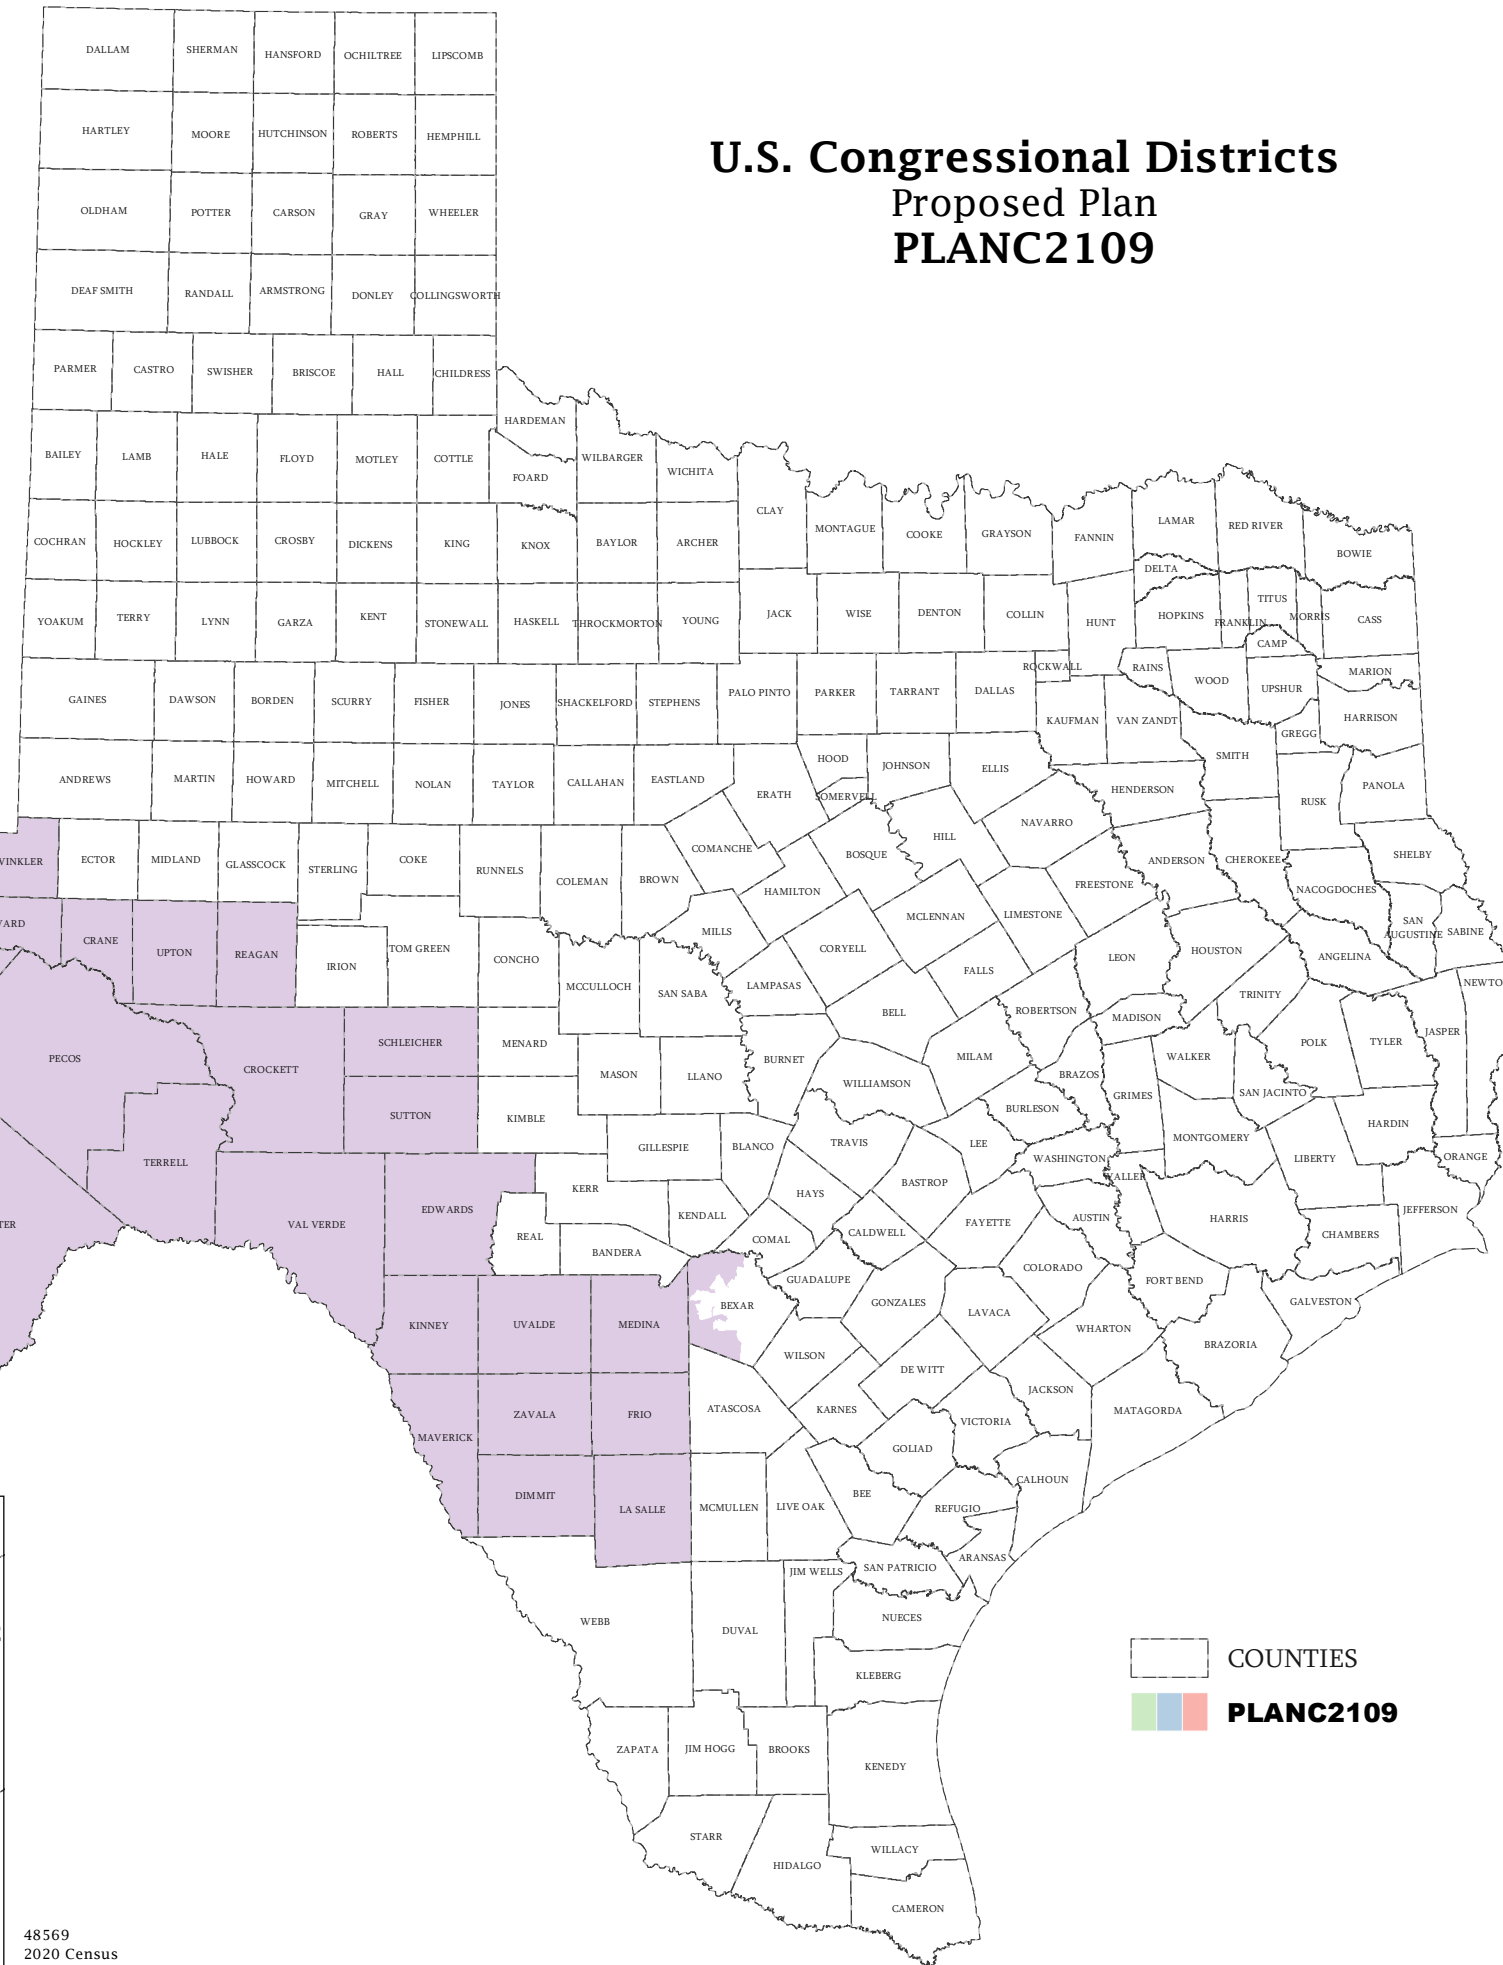 U.S. Congressional Districts
Proposed Plan
PLANC2109
DALLAM
SHERMAN
HANSFORD
OCHILTREE
LIPSCOMB
HARTLEY
MOORE
HUTCHINSON
ROBERTS
HEMPHILL
OLDHAM
POTTER
CARSON
GRAY
WHEELER
DEAF SMITH
RANDALL
ARMSTRONG
DONLEY
COLLINGSWORTH
PARMER
CASTRO
SWISHER
BRISCOE
HALL
CHILDRESS
HARDEMAN
BAILEY
LAMB
HALE
FLOYD
MOTLEY
COTTLE
FOARD
WILBARGER
WICHITA
CLAY
MONTAGUE
COOKE
GRAYSON
FANNIN
LAMAR
RED RIVER
BOWIE
DELTA
COCHRAN
HOCKLEY
LUBBOCK
CROSBY
DICKENS
KING
KNOX
BAYLOR
ARCHER
YOAKUM
TERRY
LYNN
GARZA
KENT
STONEWALL
HASKELL
THROCKMORTON
YOUNG
JACK
WISE
DENTON
COLLIN
HUNT
HOPKINS
FRANKLIN
TITUS
MORRIS
CASS
CAMP
ROCKWALL
RAINS
WOOD
UPSHUR
MARION
GAINES
DAWSON
BORDEN
SCURRY
FISHER
JONES
SHACKELFORD
STEPHENS
PALO PINTO
PARKER
TARRANT
DALLAS
KAUFMAN
VAN ZANDT
GREGG
HARRISON
SMITH
ANDREWS
MARTIN
HOWARD
MITCHELL
NOLAN
TAYLOR
CALLAHAN
EASTLAND
ERATH
HOOD
SOMERVELL
JOHNSON
ELLIS
HENDERSON
RUSK
PANOLA
HILL
NAVARRO
WINKLER
ECTOR
MIDLAND
GLASSCOCK
STERLING
COKE
RUNNELS
COLEMAN
BROWN
COMANCHE
HAMILTON
BOSQUE
ANDERSON
CHEROKEE
SHELBY
NACOGDOCHES
FREESTONE
LIMESTONE
MCLENNAN
ARD
CRANE
UPTON
REAGAN
IRION
TOM GREEN
CONCHO
MCCULLOCH
SAN SABA
MILLS
LAMPASAS
CORYELL
FALLS
LEON
HOUSTON
ANGELINA
SAN
AUGUSTINE
SABINE
NEWTO
TRINITY
BELL
ROBERTSON
MADISON
WALKER
POLK
TYLER
JASPER
PECOS
CROCKETT
SCHLEICHER
MENARD
MASON
LLANO
BURNET
WILLIAMSON
MILAM
BRAZOS
GRIMES
SAN JACINTO
SUTTON
KIMBLE
BURLESON
HARDIN
GILLESPIE
BLANCO
TRAVIS
LEE
WASHINGTON
MONTGOMERY
LIBERTY
ORANGE
TERRELL
WALLER
KERR
HAYS
BASTROP
TER
VAL VERDE
EDWARDS
REAL
BANDERA
KENDALL
COMAL
CALDWELL
FAYETTE
AUSTIN
HARRIS
CHAMBERS
JEFFERSON
COLORADO
FORT BEND
GALVESTON
KINNEY
UVALDE
MEDINA
BEXAR
GUADALUPE
GONZALES
LAVACA
WHARTON
BRAZORIA
WILSON
DE WITT
JACKSON
MATAGORDA
MAVERICK
ZAVALA
FRIO
ATASCOSA
KARNES
VICTORIA
GOLIAD
CALHOUN
DIMMIT
LA SALLE
MCMULLEN
LIVE OAK
BEE
REFUGIO
ARANSAS
SAN PATRICIO
JIM WELLS
WEBB
DUVAL
NUECES
KLEBERG
ZAPATA
JIM HOGG
BROOKS
KENEDY
STARR
HIDALGO
WILLACY
CAMERON
COUNTIES
PLANC2109
48569
2020 Census